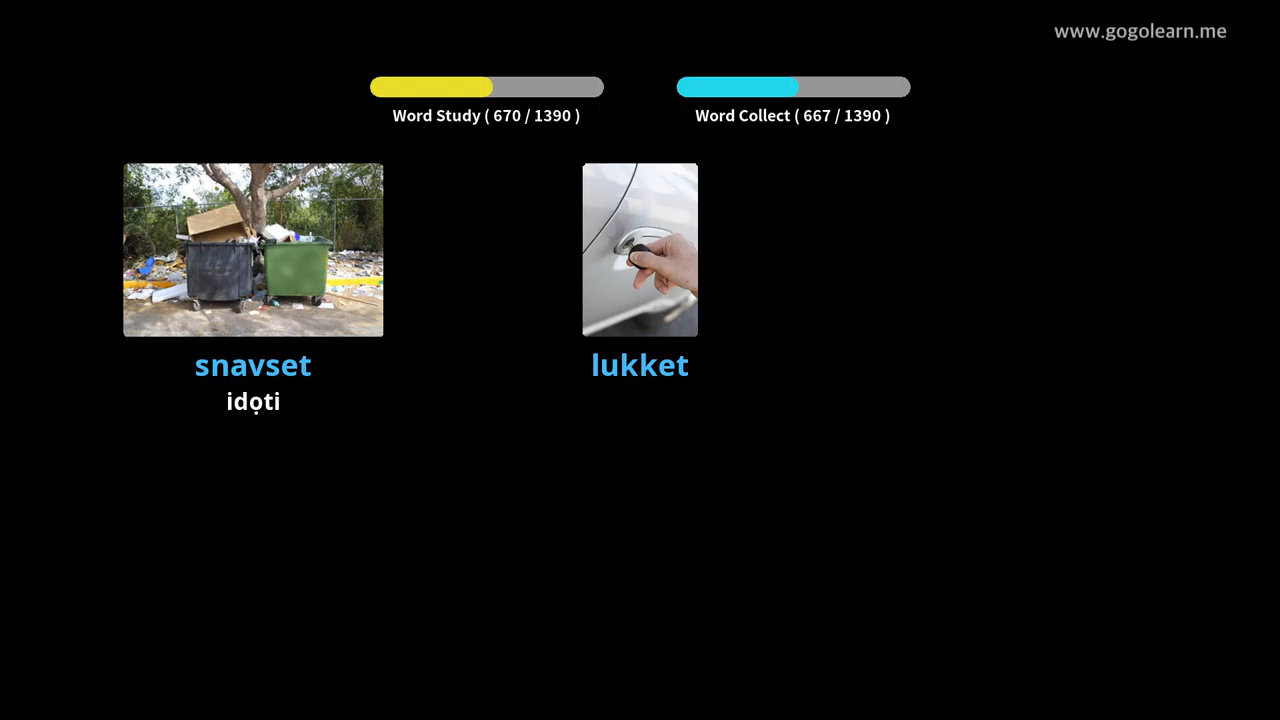 www.gogolearn.me
Word Study ( 670 / 1390 )
Word Collect ( 667 / 1390 )
snavset
idọti
lukket